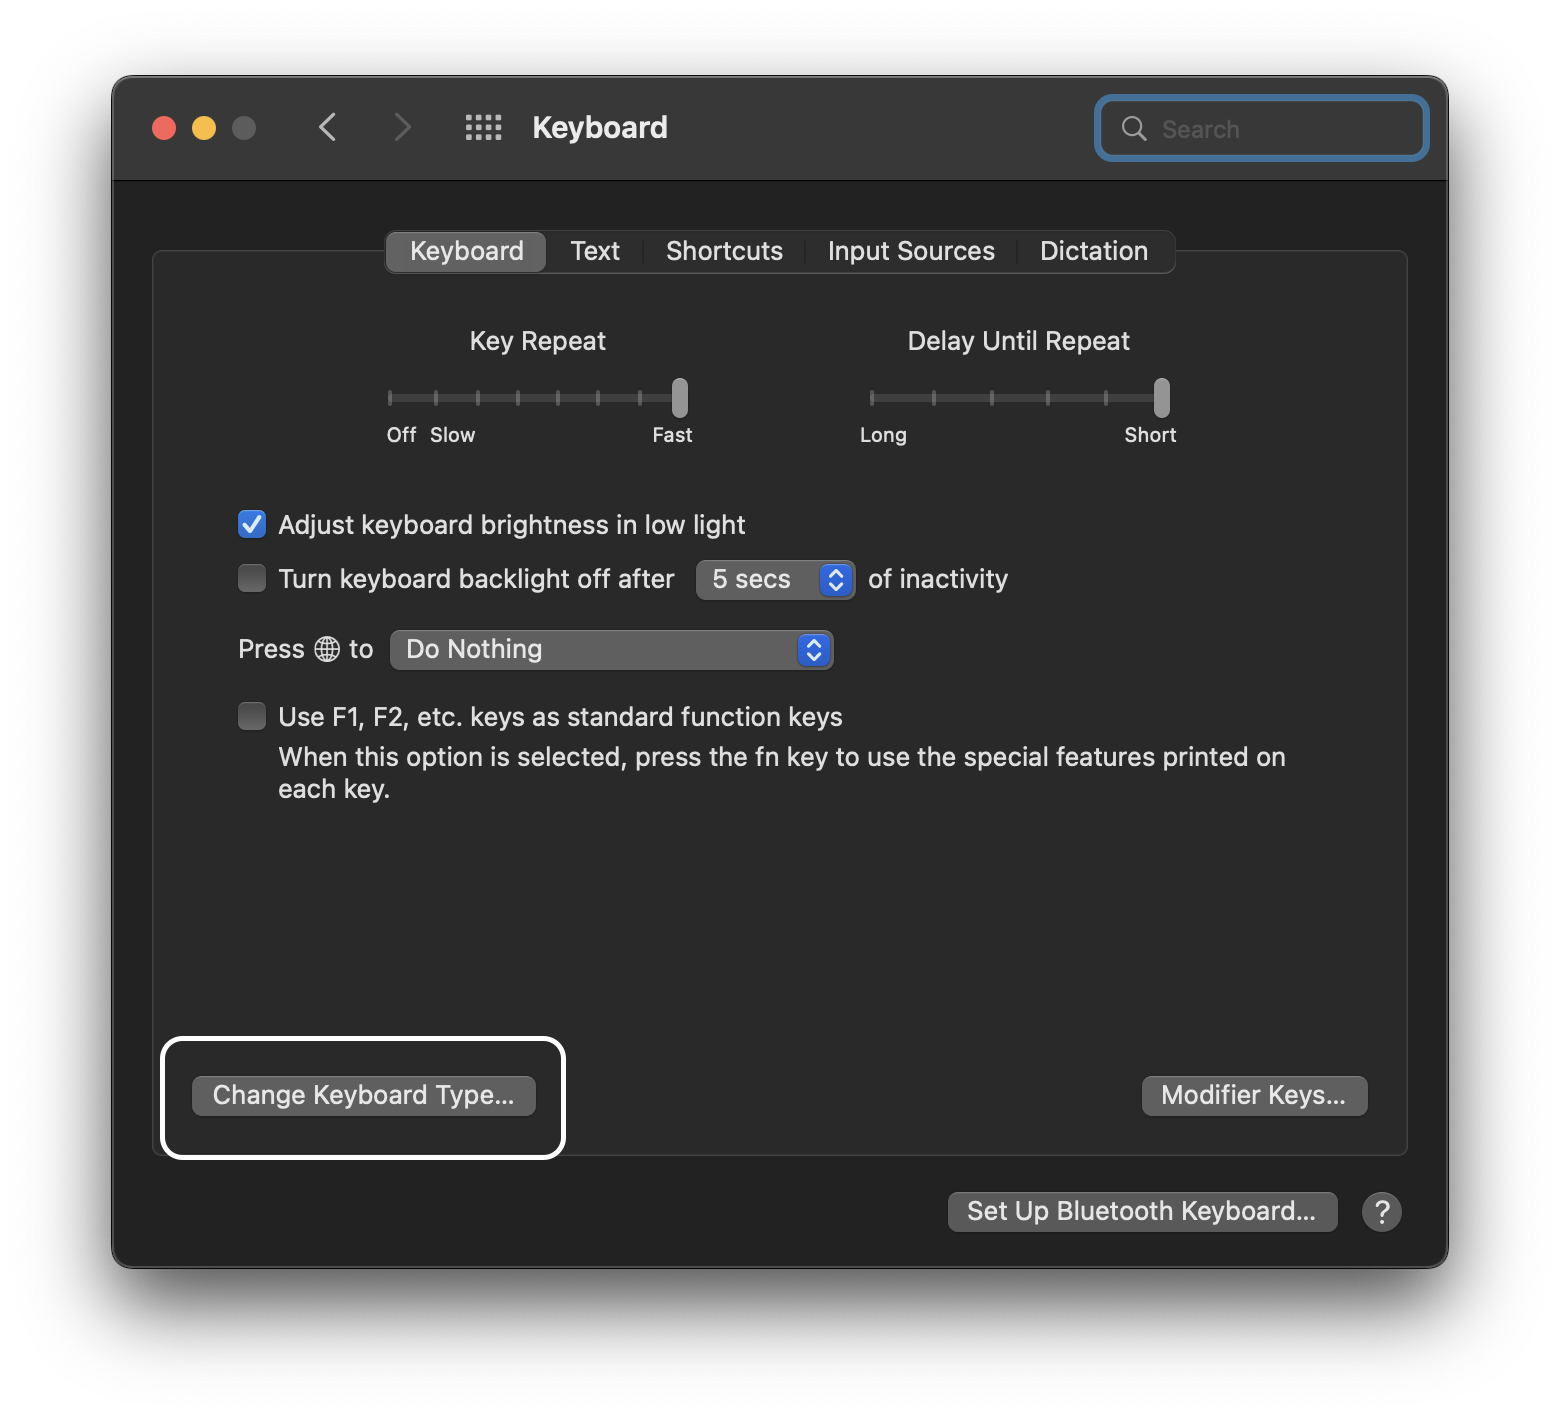 Keyboard
Search
Keyboard Text Shortcuts Input Sources Dictation
Key Repeat Delay Until Repeat
Off Slow Fast Long Short
Adjust keyboard brightness in low light
Turn keyboard backlight off after 5 secs of inactivity
Press to Do Nothing
Use F1, F2, etc. keys as standard function keys
When this option is selected, press the fn key to use the special features printed on
each key.
Change Keyboard Type... Modifier Keys...
Set Up Bluetooth Keyboard... ?